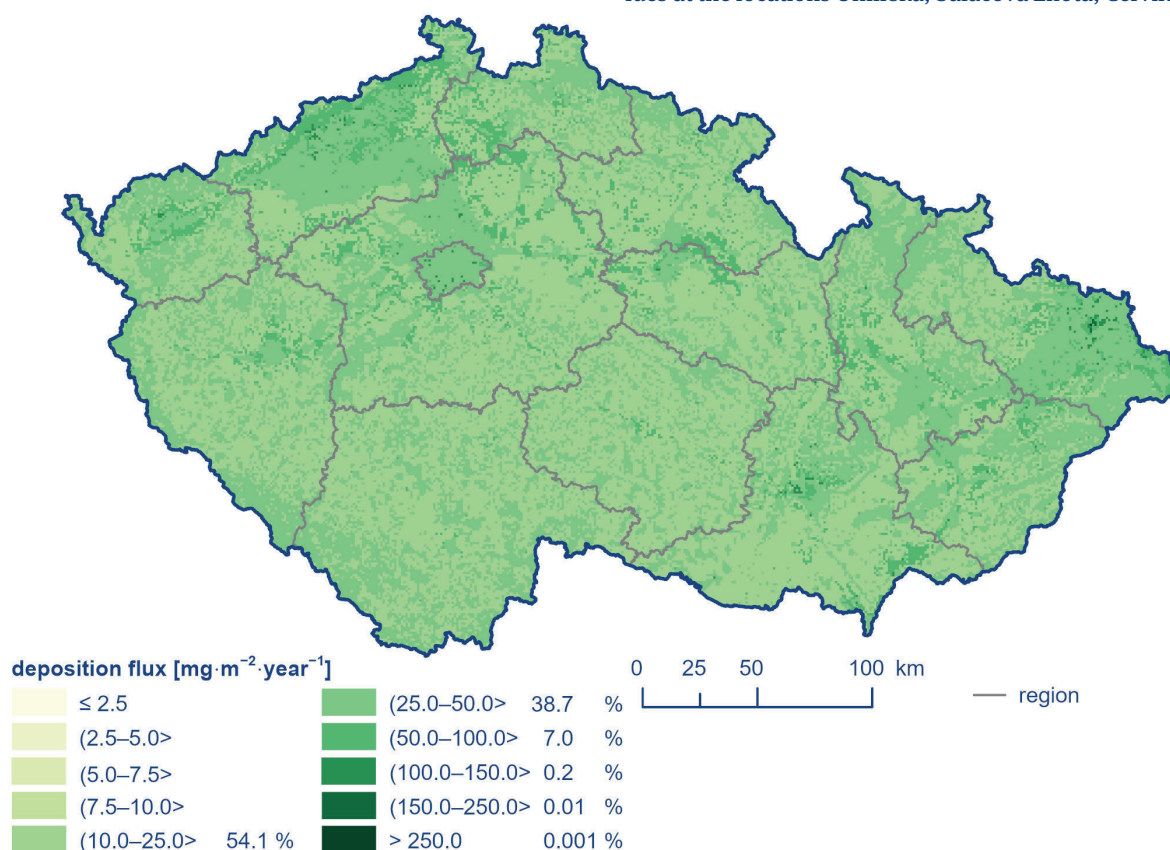 deposition flux [mg·m⁻²·year⁻¹]
≤ 2.5
(2.5–5.0>
(5.0–7.5>
(7.5–10.0>
(10.0–25.0> 54.1 %
(25.0–50.0> 38.7 %
(50.0–100.0> 7.0 %
(100.0–150.0> 0.2 %
(150.0–250.0> 0.01 %
> 250.0 0.001 %
0 25 50 100 km
region